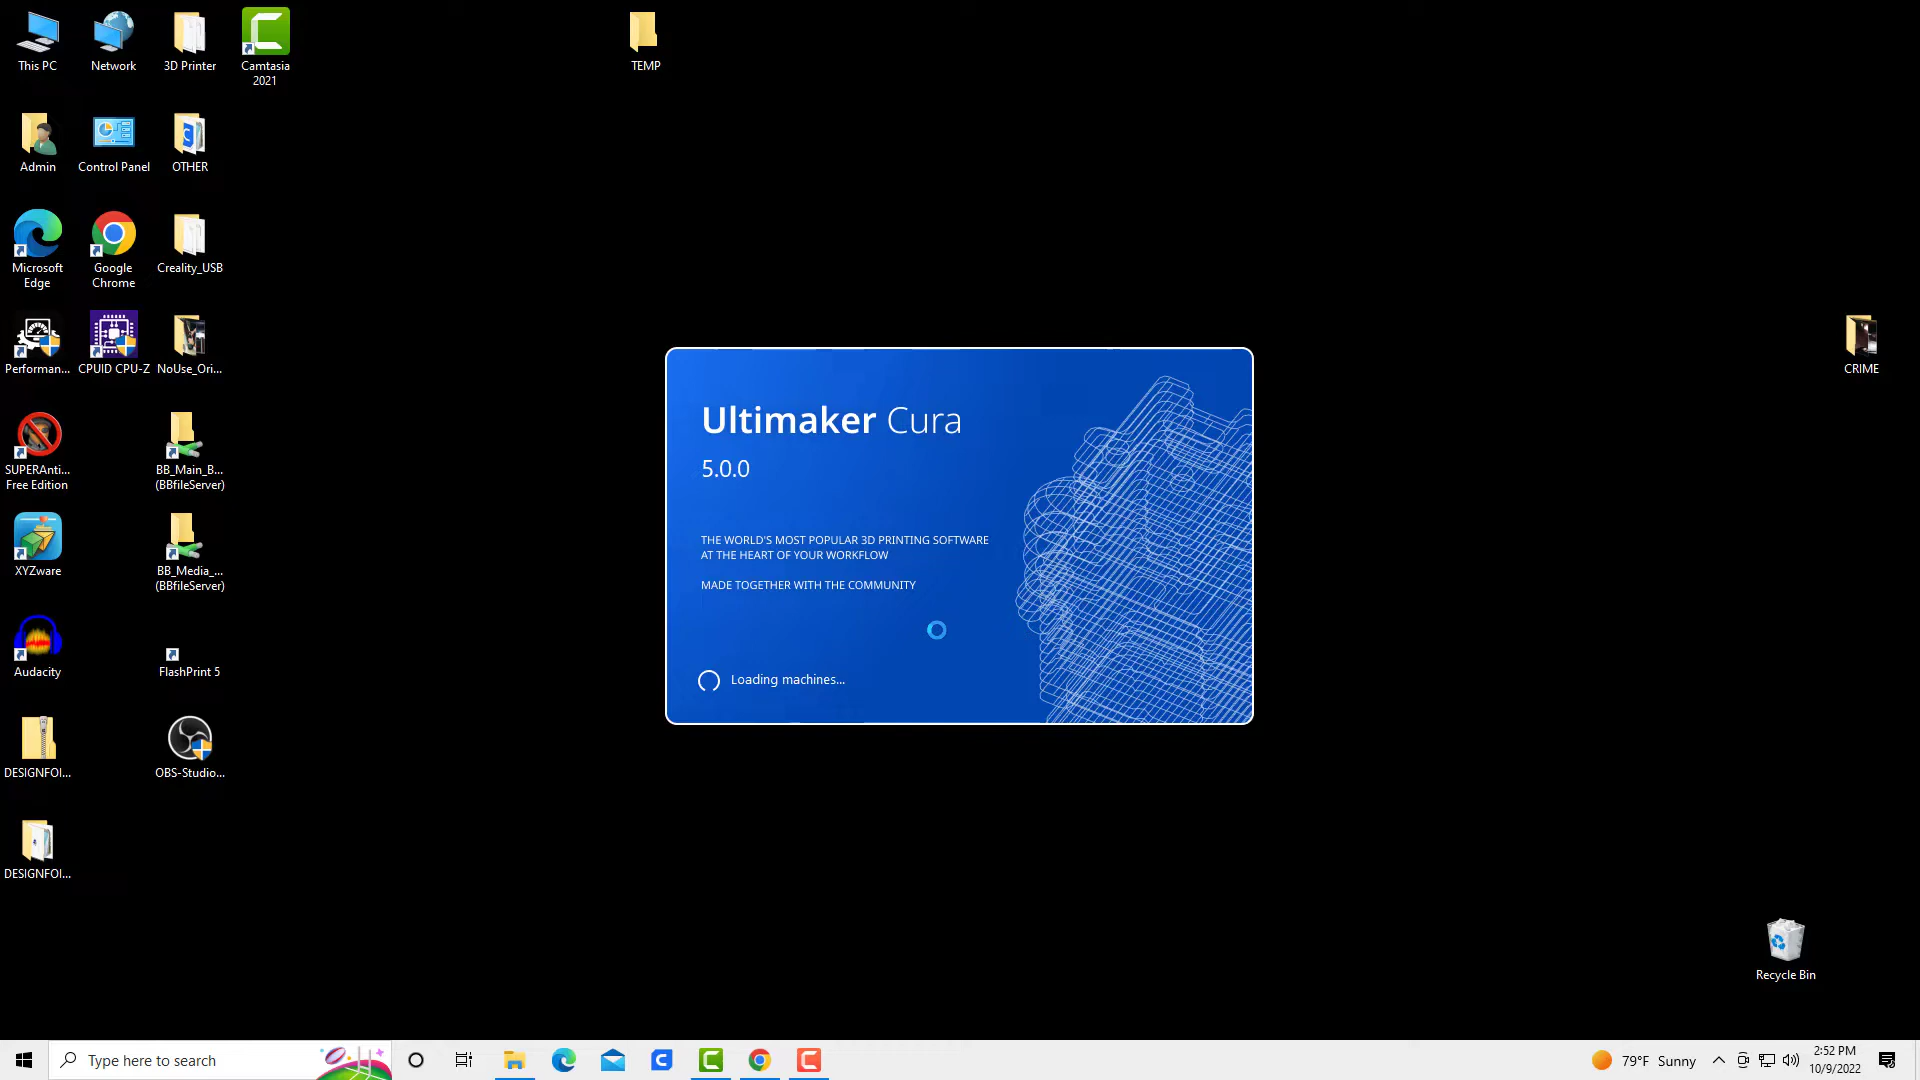 This PC
Network
3D Printer
Camtasia
2021
TEMP
Admin
Control Panel
OTHER
Microsoft
Edge
Google
Chrome
Creality_USB
Performan...
CPUID CPU-Z
NoUse_Ori...
CRIME
SUPERAnti...
Free Edition
BB_Main_B...
(BBfileServer)
XYZware
BB_Media_...
(BBfileServer)
Audacity
FlashPrint 5
DESIGNFOI...
OBS-Studio...
DESIGNFOI...
Ultimaker Cura
5.0.0
THE WORLD'S MOST POPULAR 3D PRINTING SOFTWARE
AT THE HEART OF YOUR WORKFLOW
MADE TOGETHER WITH THE COMMUNITY
Loading machines...
Recycle Bin
Type here to search
79°F Sunny
2:52 PM
10/9/2022